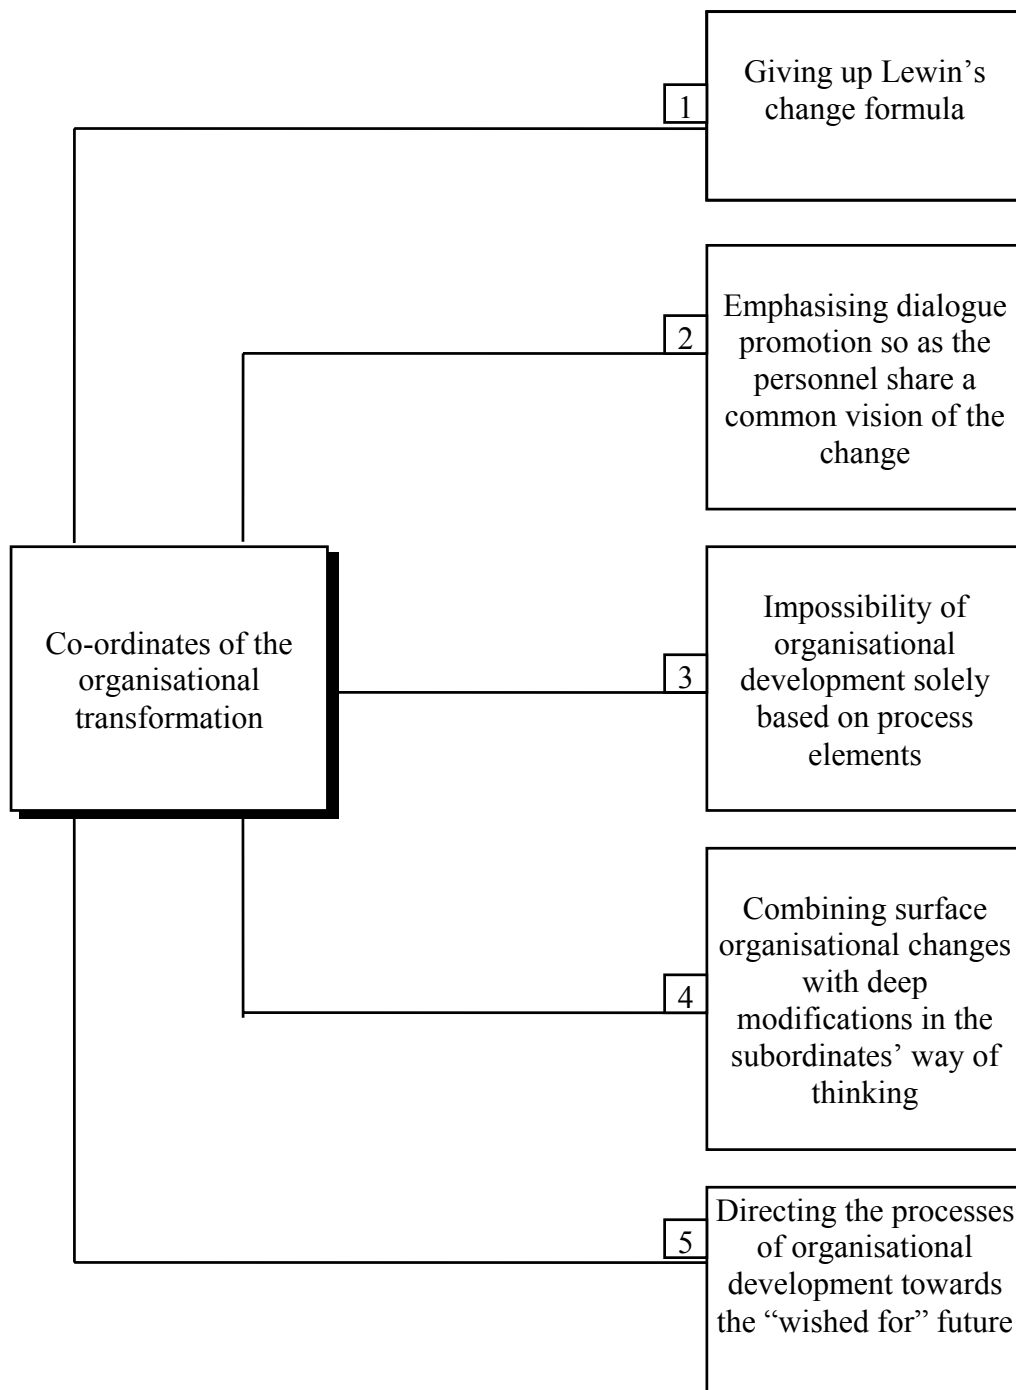 1
Giving up Lewin’s
change formula
2
Emphasising dialogue
promotion so as the
personnel share a
common vision of the
change
Co-ordinates of the
organisational
transformation
3
Impossibility of
organisational
development solely
based on process
elements
4
Combining surface
organisational changes
with deep
modifications in the
subordinates’ way of
thinking
5
Directing the processes
of organisational
development towards
the “wished for” future